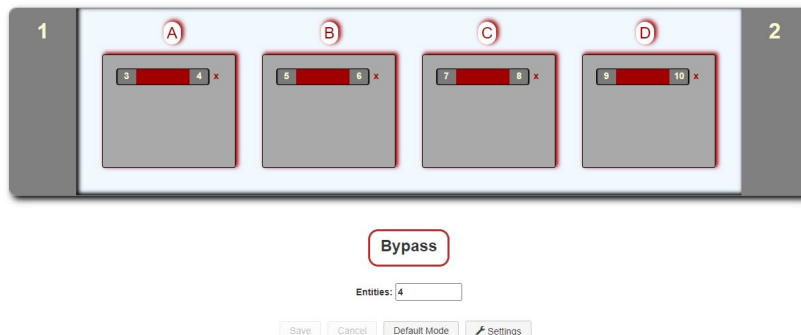 1 A B C D 2
3 4 x 5 6 x 7 8 x 9 10 x
Bypass
Entities: 4
Save Cancel Default Mode Settings